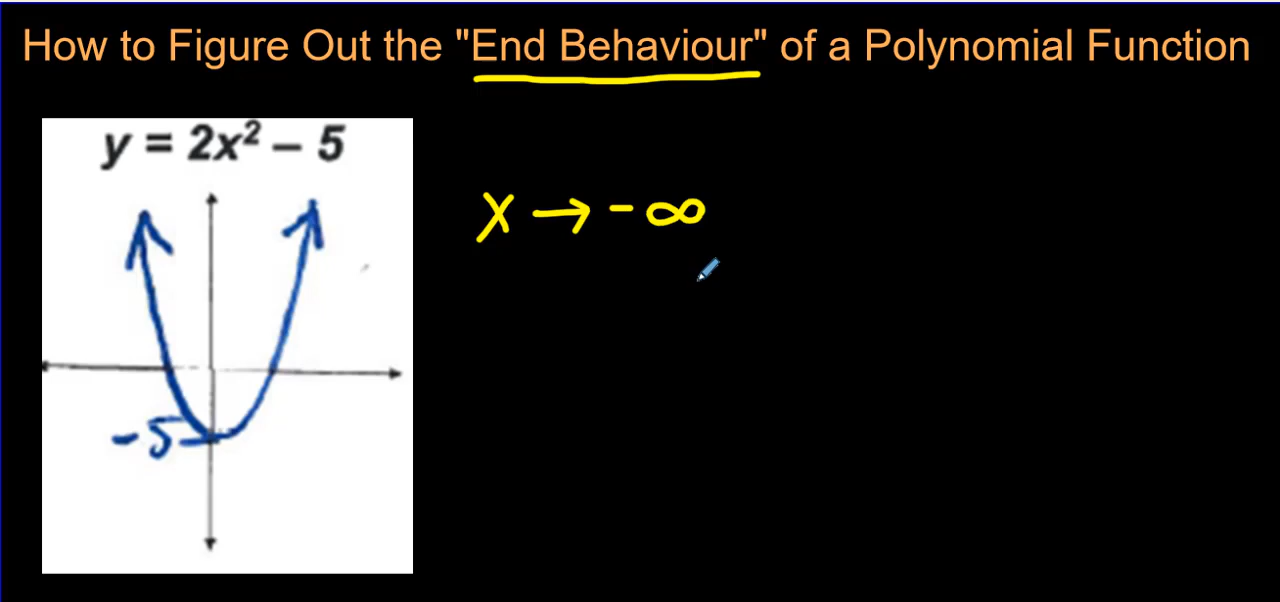 How to Figure Out the "End Behaviour" of a Polynomial Function
y = 2x² – 5
x → -∞
-5